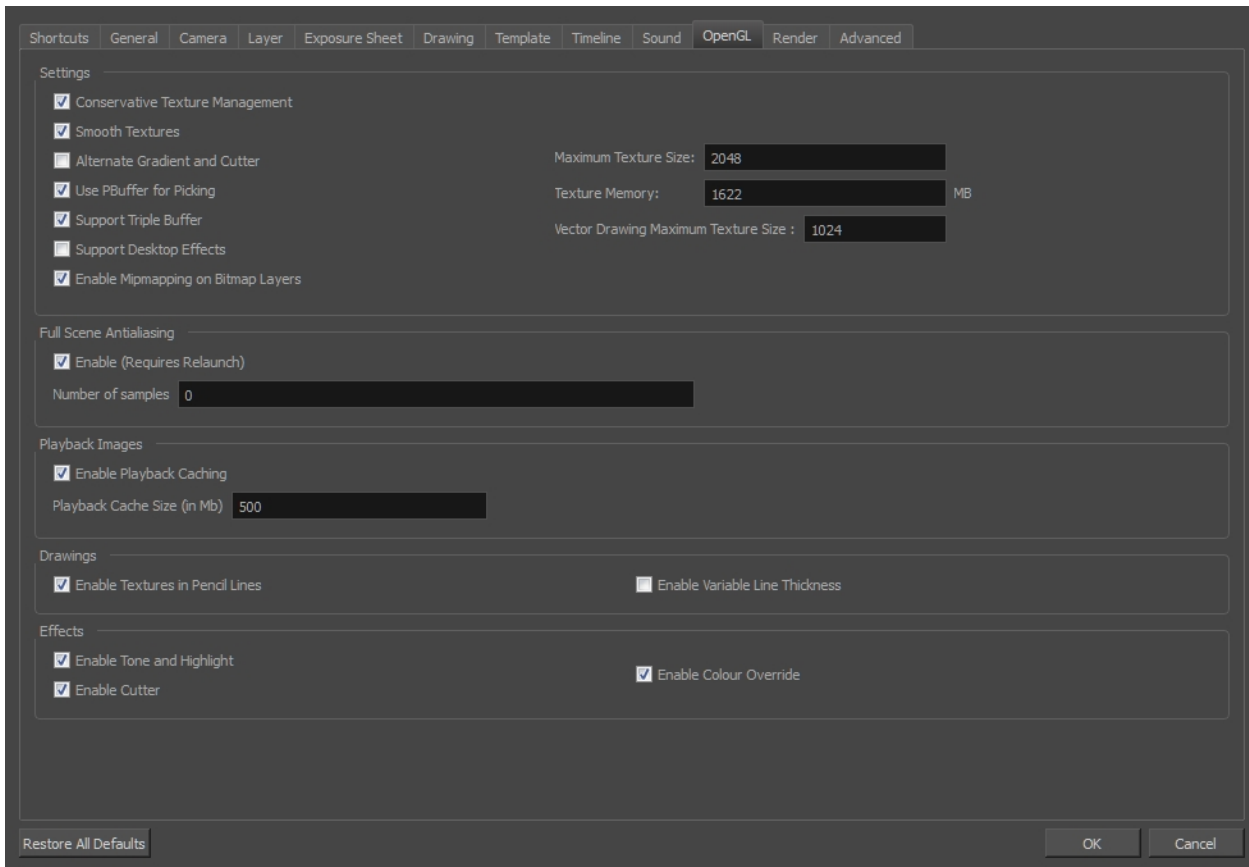 Shortcuts General Camera Layer Exposure Sheet Drawing Template Timeline Sound OpenGL Render Advanced
Settings
Conservative Texture Management
Smooth Textures
Alternate Gradient and Cutter
Use PBuffer for Picking
Support Triple Buffer
Support Desktop Effects
Enable Mipmapping on Bitmap Layers
Maximum Texture Size: 2048
Texture Memory: 1622 MB
Vector Drawing Maximum Texture Size : 1024
Full Scene Antialiasing
Enable (Requires Relaunch)
Number of samples 0
Playback Images
Enable Playback Caching
Playback Cache Size (in Mb) 500
Drawings
Enable Textures in Pencil Lines
Enable Variable Line Thickness
Effects
Enable Tone and Highlight
Enable Cutter
Enable Colour Override
Restore All Defaults OK Cancel